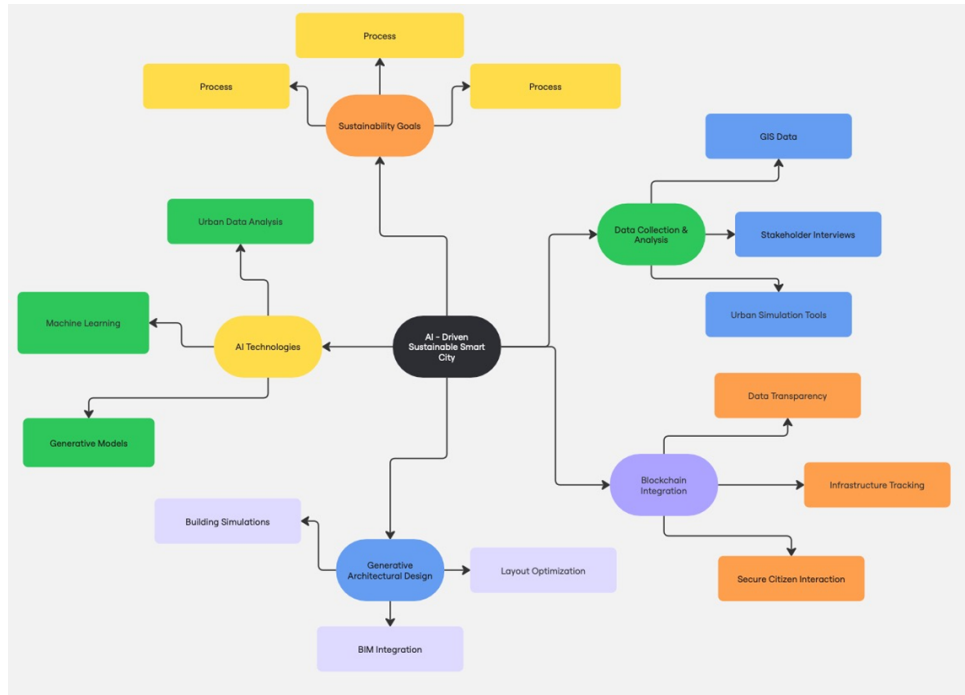 Process
Process
Process
Sustainability Goals
GIS Data
Urban Data Analysis
Data Collection &
Analysis
Stakeholder Interviews
Machine Learning
Urban Simulation Tools
AI Technologies
AI - Driven
Sustainable Smart
City
Data Transparency
Generative Models
Blockchain
Integration
Infrastructure Tracking
Building Simulations
Generative
Architectural Design
Layout Optimization
Secure Citizen Interaction
BIM Integration